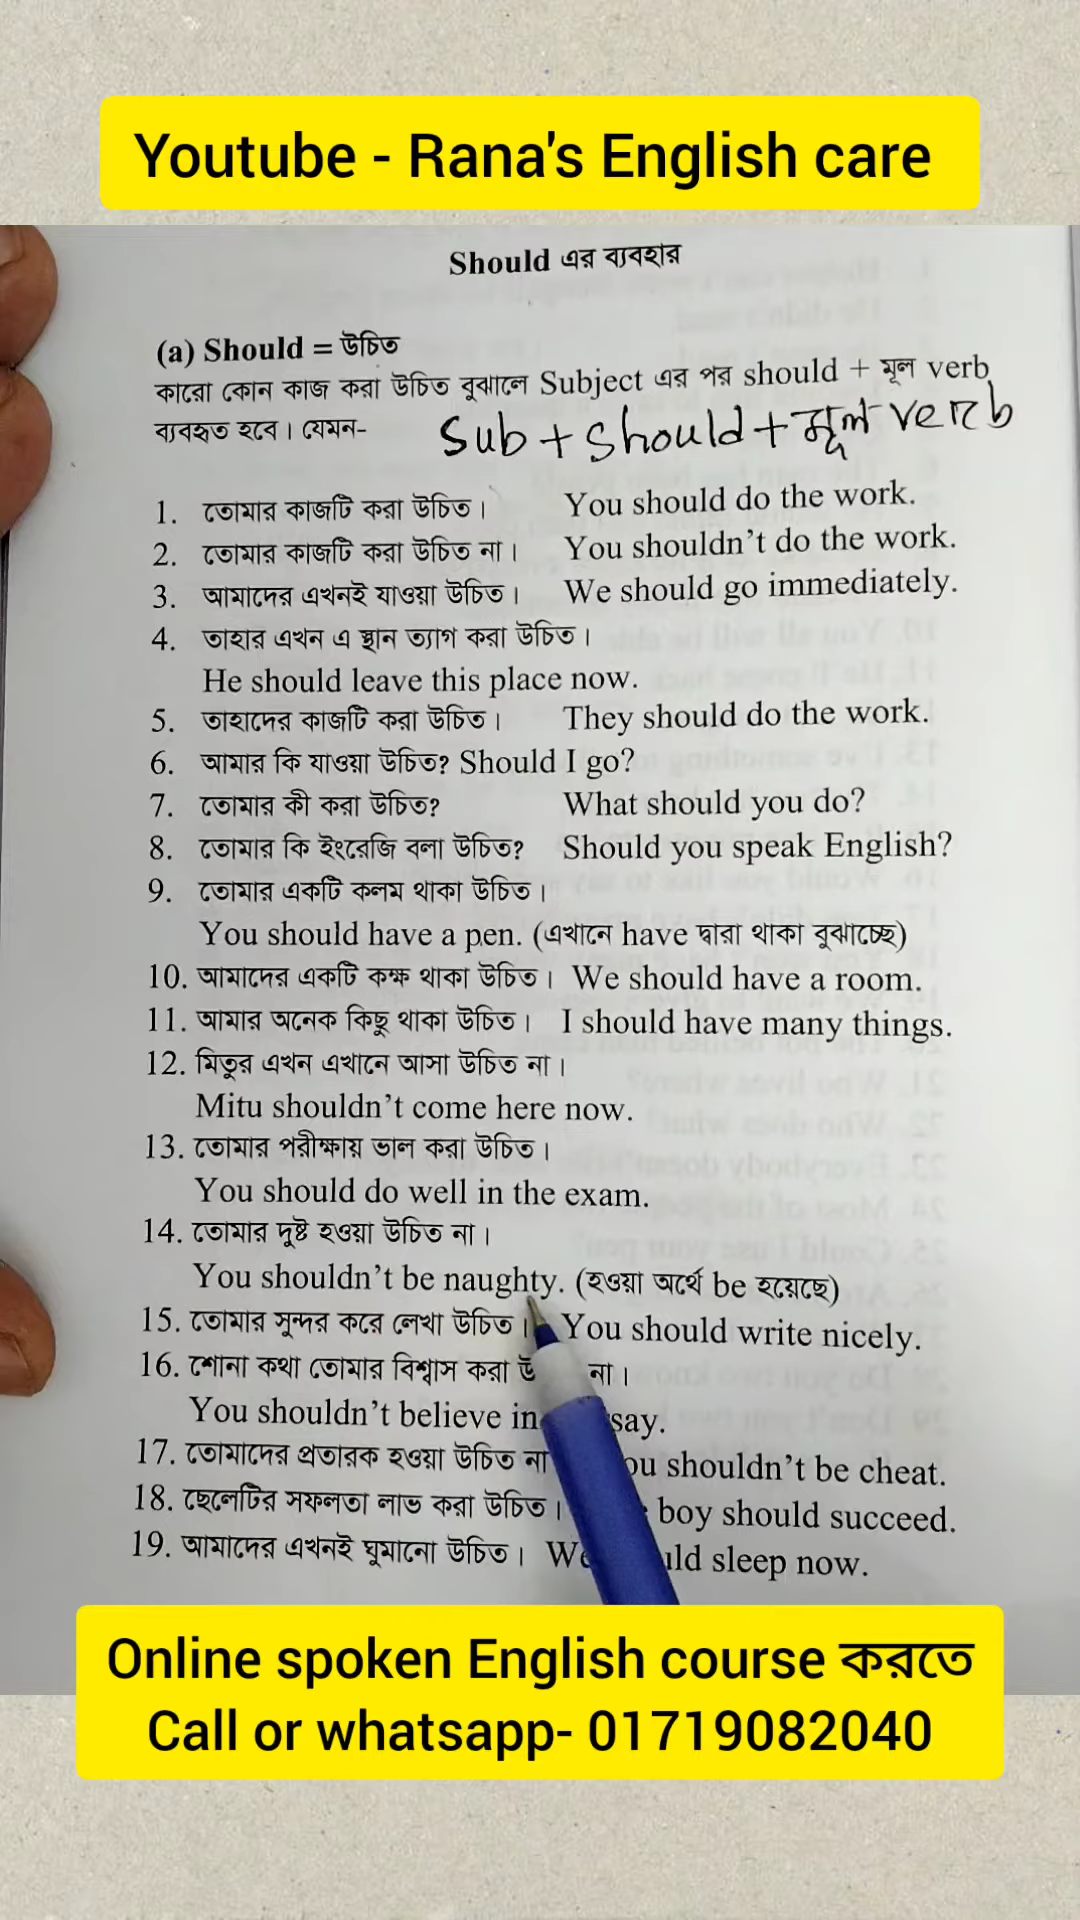 Youtube - Rana's English care
Should এর ব্যবহার
(a) Should = উচিত
কারো কোন কাজ করা উচিত বুঝালে Subject এর পর should + মূল verb
ব্যবহৃত হবে। যেমন-
Sub + Should + মূল verb
1. তোমার কাজটি করা উচিত। You should do the work.
2. তোমার কাজটি করা উচিত না। You shouldn't do the work.
3. আমাদের এখনই যাওয়া উচিত। We should go immediately.
4. তাহার এখন এ স্থান ত্যাগ করা উচিত।
He should leave this place now.
5. তাহাদের কাজটি করা উচিত। They should do the work.
6. আমার কি যাওয়া উচিত? Should I go?
7. তোমার কী করা উচিত? What should you do?
8. তোমার কি ইংরেজি বলা উচিত? Should you speak English?
9. তোমার একটি কলম থাকা উচিত।
You should have a pen. (এখানে have দ্বারা থাকা বুঝাচ্ছে)
10. আমাদের একটি কক্ষ থাকা উচিত। We should have a room.
11. আমার অনেক কিছু থাকা উচিত। I should have many things.
12. মিতুর এখন এখানে আসা উচিত না।
Mitu shouldn't come here now.
13. তোমার পরীক্ষায় ভাল করা উচিত।
You should do well in the exam.
14. তোমার দুষ্ট হওয়া উচিত না।
You shouldn't be naughty. (হওয়া অর্থে be হয়েছে)
15. তোমার সুন্দর করে লেখা উচিত। You should write nicely.
16. শোনা কথা তোমার বিশ্বাস করা না।
You shouldn't believe in say.
17. তোমাদের প্রতারক হওয়া উচিত না shouldn't be cheat.
18. ছেলেটির সফলতা লাভ করা উচিত। boy should succeed.
19. আমাদের এখনই ঘুমানো উচিত। We sleep now.
Online spoken English course করতে
Call or whatsapp- 01719082040